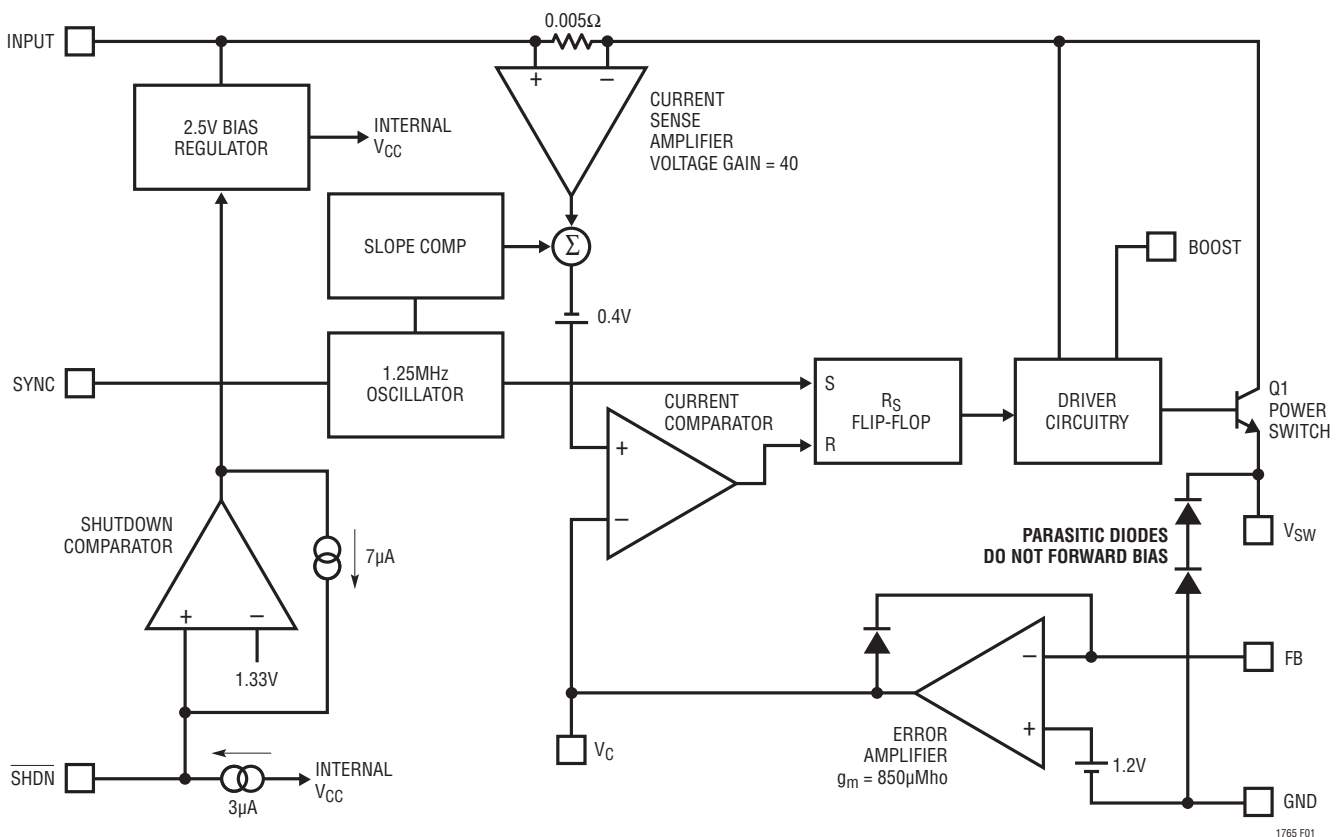 INPUT
0.005Ω
+
−
2.5V BIAS
REGULATOR
INTERNAL
VCC
CURRENT
SENSE
AMPLIFIER
VOLTAGE GAIN = 40
SLOPE COMP
Σ
BOOST
0.4V
SYNC
1.25MHz
OSCILLATOR
S
R
RS
FLIP-FLOP
DRIVER
CIRCUITRY
Q1
POWER
SWITCH
CURRENT
COMPARATOR
+
−
SHUTDOWN
COMPARATOR
7µA
PARASITIC DIODES
DO NOT FORWARD BIAS
VSW
+
−
1.33V
−
+
FB
VC
ERROR
AMPLIFIER
gm = 850µMho
1.2V
SHDN
3µA
INTERNAL
VCC
GND
1765 F01